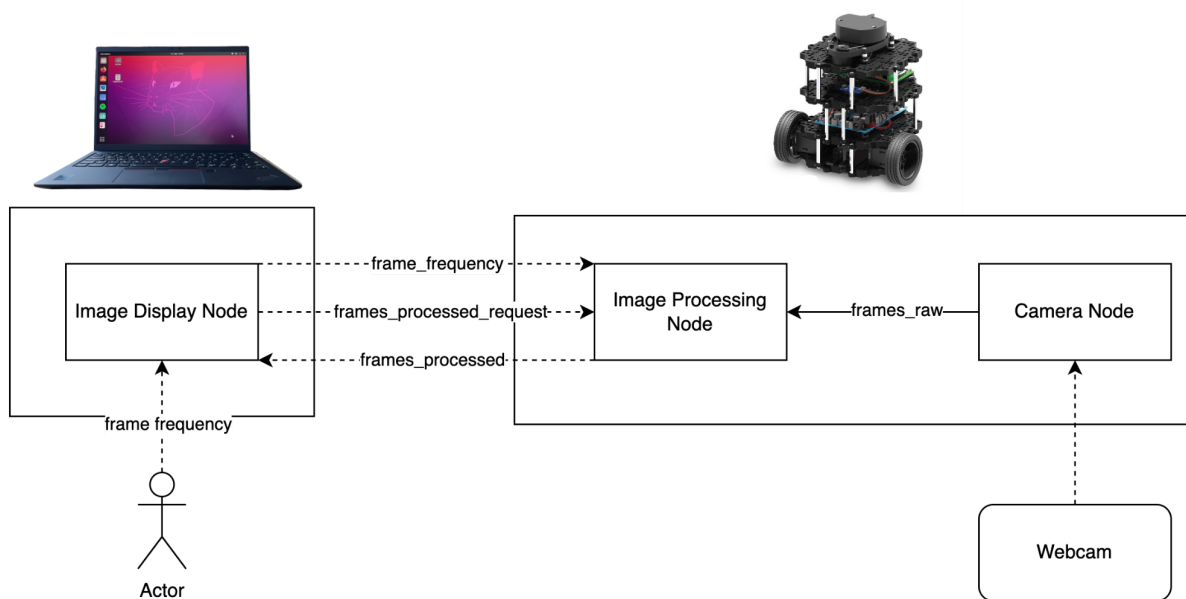 frame_frequency
Image Display Node
frames_processed_request
Image Processing
Node
frames_raw
Camera Node
frames_processed
frame frequency
Actor
Webcam